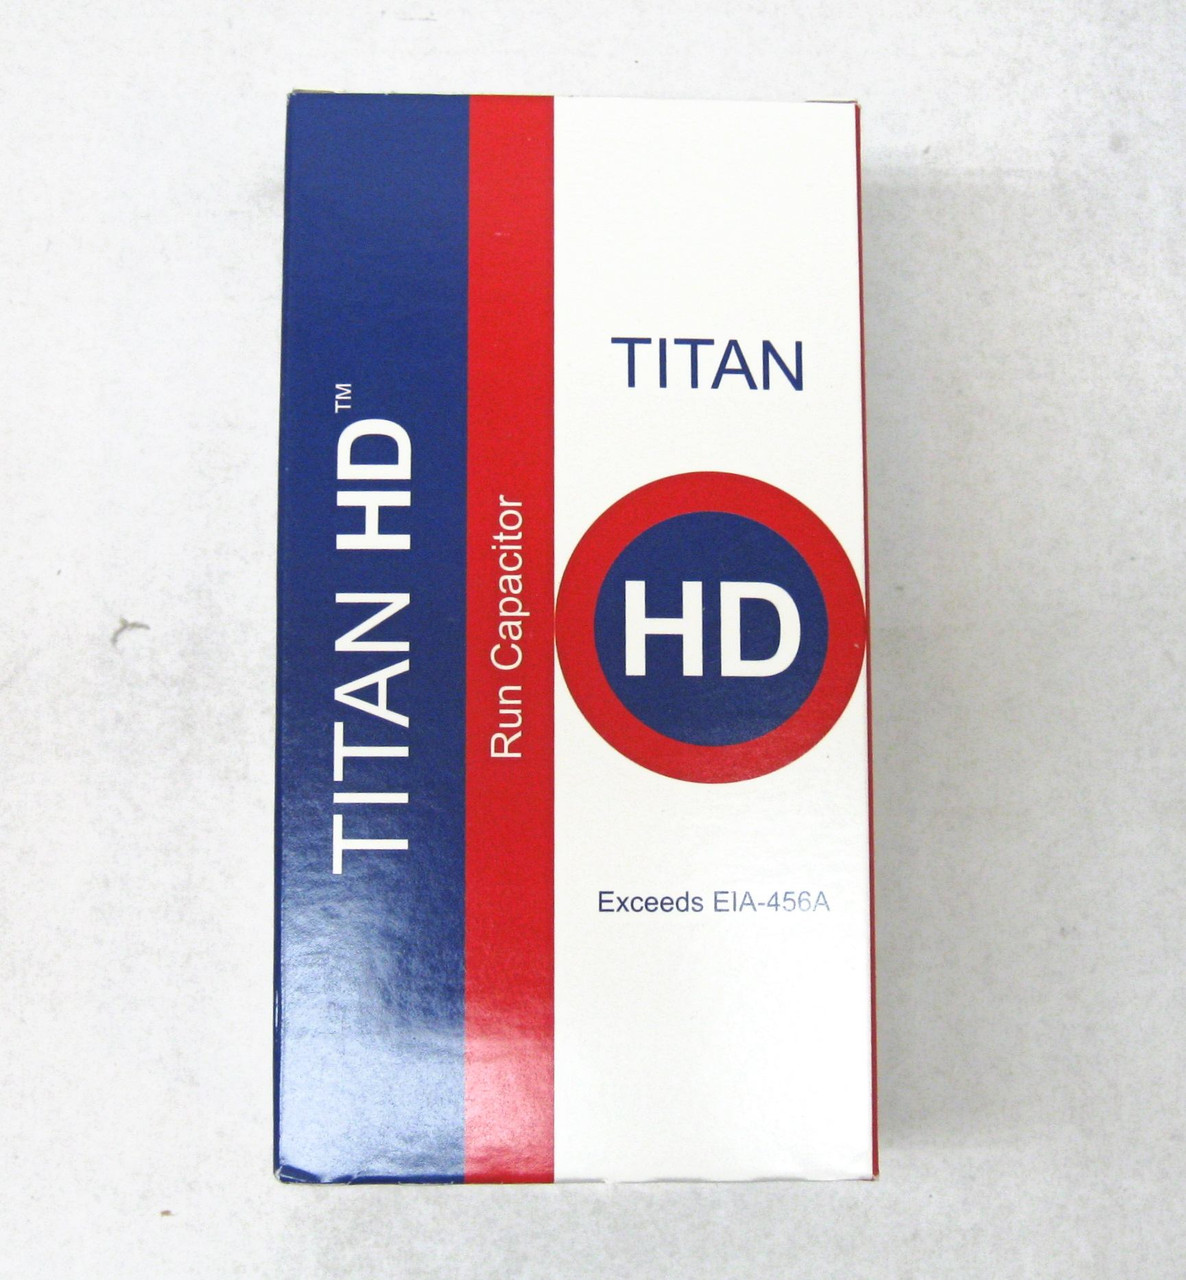 TITAN HD™
Run Capacitor
TITAN
HD
Exceeds EIA-456A